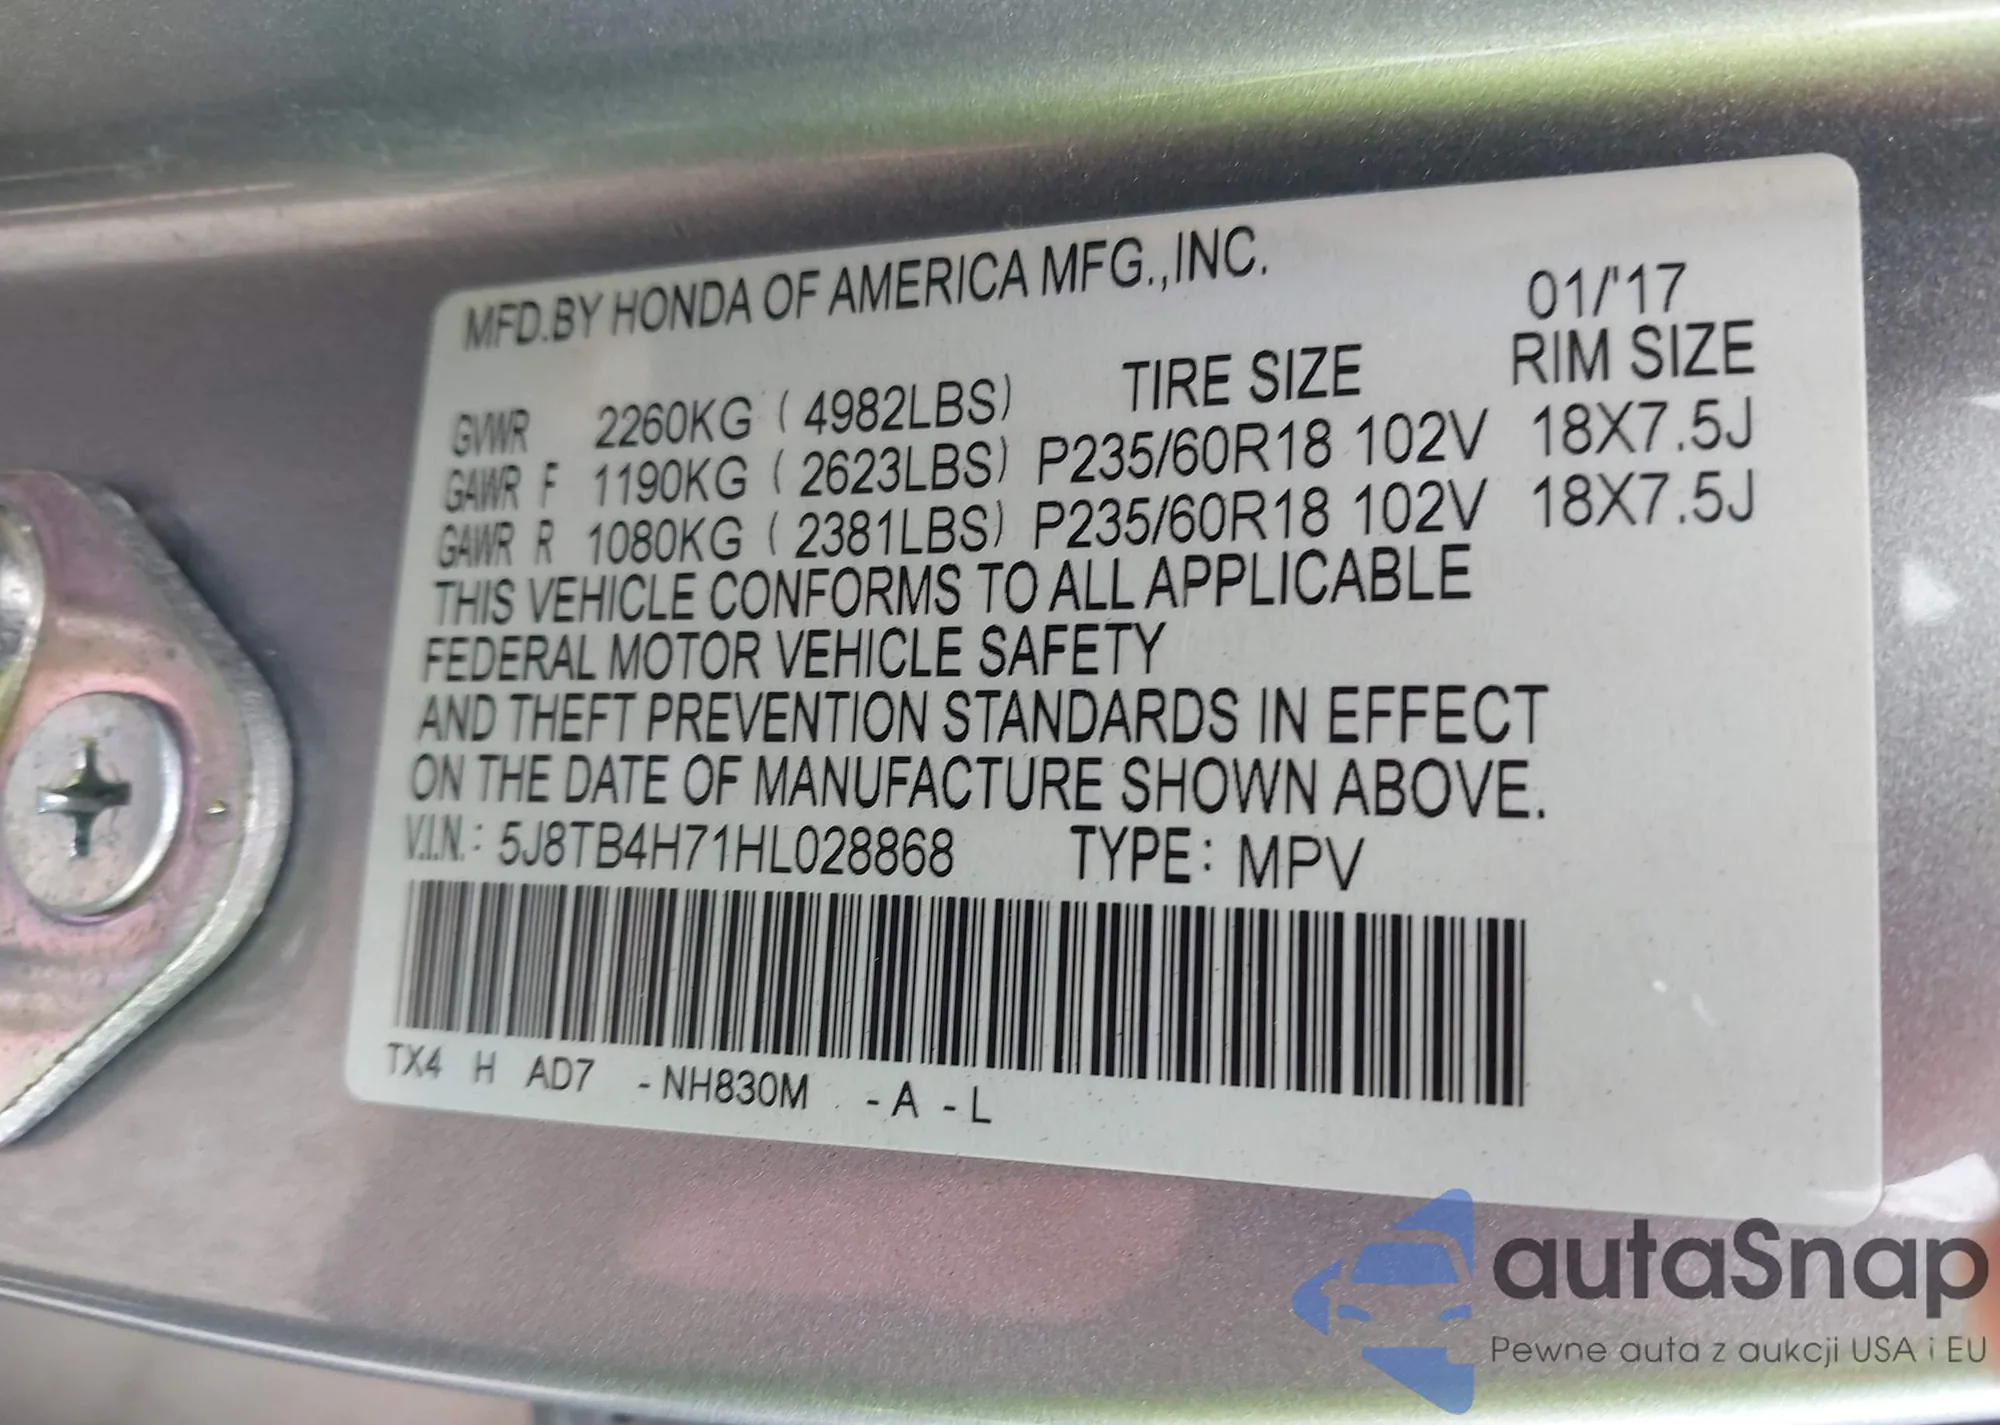 MFD.BY HONDA OF AMERICA MFG.,INC. 01/'17
TIRE SIZE RIM SIZE
GVWR 2260KG ( 4982LBS)
GAWR F 1190KG ( 2623LBS) P235/60R18 102V 18X7.5J
GAWR R 1080KG ( 2381LBS) P235/60R18 102V 18X7.5J
THIS VEHICLE CONFORMS TO ALL APPLICABLE
FEDERAL MOTOR VEHICLE SAFETY
AND THEFT PREVENTION STANDARDS IN EFFECT
ON THE DATE OF MANUFACTURE SHOWN ABOVE.
V.I.N.: 5J8TB4H71HL028868 TYPE: MPV
TX4 H AD7 -NH830M -A -L
autaSnap
Pewne auta z aukcji USA i EU